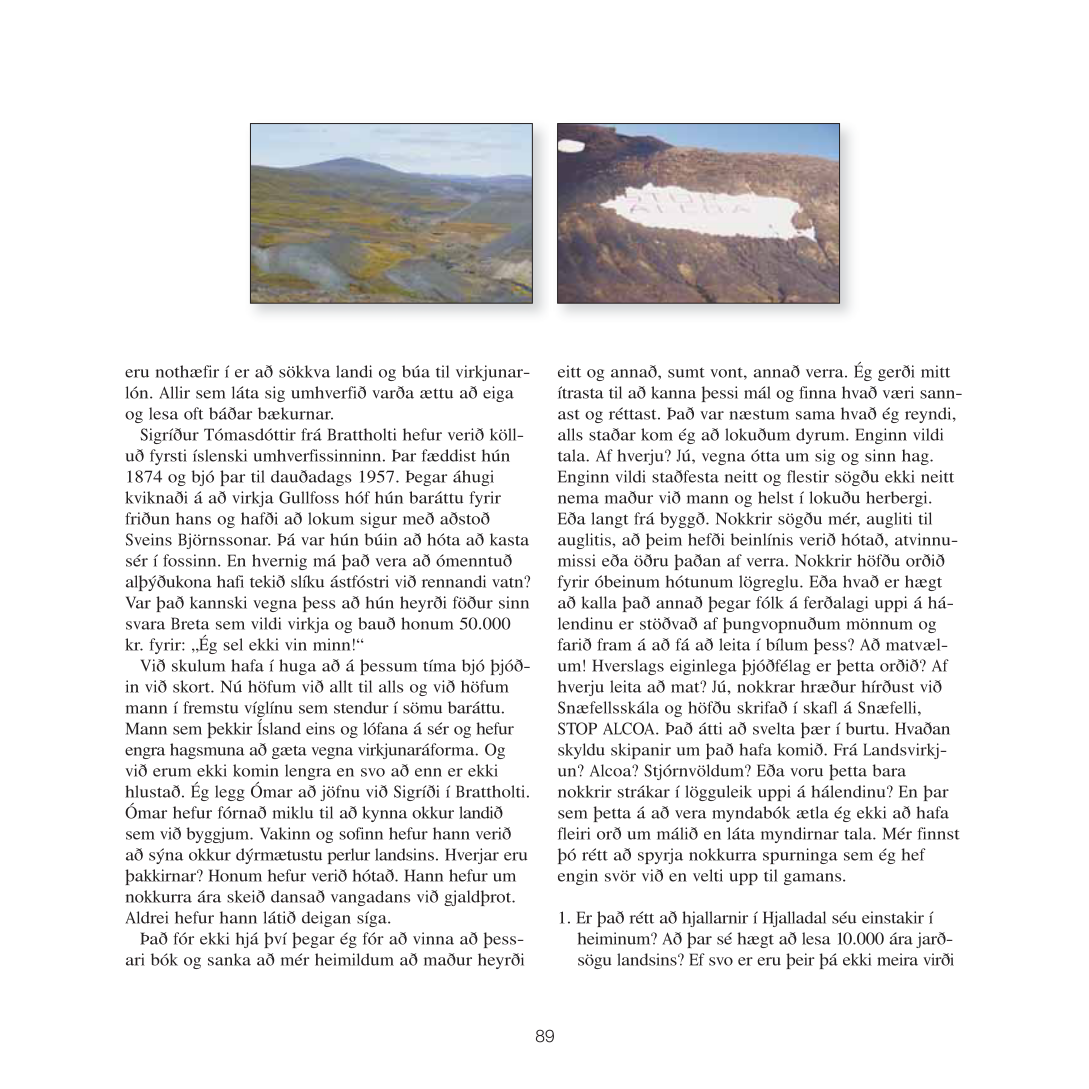 STOP
ALCOA
eru nothæfir í er að sökkva landi og búa til virkjunar-
lón. Allir sem láta sig umhverfið varða ættu að eiga
og lesa oft báðar bækurnar.
Sigríður Tómasdóttir frá Brattholti hefur verið köll-
uð fyrsti íslenski umhverfissinninn. Þar fæddist hún
1874 og bjó þar til dauðadags 1957. Þegar áhugi
kviknaði á að virkja Gullfoss hóf hún baráttu fyrir
friðun hans og hafði að lokum sigur með aðstoð
Sveins Björnssonar. Þá var hún búin að hóta að kasta
sér í fossinn. En hvernig má það vera að ómenntuð
alþýðukona hafi tekið slíku ástfóstri við rennandi vatn?
Var það kannski vegna þess að hún heyrði föður sinn
svara Breta sem vildi virkja og bauð honum 50.000
kr. fyrir: „Ég sel ekki vin minn!“
Við skulum hafa í huga að á þessum tíma bjó þjóð-
in við skort. Nú höfum við allt til alls og við höfum
mann í fremstu víglínu sem stendur í sömu baráttu.
Mann sem þekkir Ísland eins og lófana á sér og hefur
engra hagsmuna að gæta vegna virkjunaráforma. Og
við erum ekki komin lengra en svo að enn er ekki
hlustað. Ég legg Ómar að jöfnu við Sigríði í Brattholti.
Ómar hefur fórnað miklu til að kynna okkur landið
sem við byggjum. Vakinn og sofinn hefur hann verið
að sýna okkur dýrmætustu perlur landsins. Hverjar eru
þakkirnar? Honum hefur verið hótað. Hann hefur um
nokkurra ára skeið dansað vangadans við gjaldþrot.
Aldrei hefur hann látið deigan síga.
Það fór ekki hjá því þegar ég fór að vinna að þess-
ari bók og sanka að mér heimildum að maður heyrði
eitt og annað, sumt vont, annað verra. Ég gerði mitt
ítrasta til að kanna þessi mál og finna hvað væri sann-
ast og réttast. Það var næstum sama hvað ég reyndi,
alls staðar kom ég að lokuðum dyrum. Enginn vildi
tala. Af hverju? Jú, vegna ótta um sig og sinn hag.
Enginn vildi staðfesta neitt og flestir sögðu ekki neitt
nema maður við mann og helst í lokuðu herbergi.
Eða langt frá byggð. Nokkrir sögðu mér, augliti til
auglitis, að þeim hefði beinlínis verið hótað, atvinnu-
missi eða öðru þaðan af verra. Nokkrir höfðu orðið
fyrir óbeinum hótunum lögreglu. Eða hvað er hægt
að kalla það annað þegar fólk á ferðalagi uppi á há-
lendinu er stöðvað af þungvopnuðum mönnum og
farið fram á að fá að leita í bílum þess? Að matvæl-
um! Hverslags eiginlega þjóðfélag er þetta orðið? Af
hverju leita að mat? Jú, nokkrar hræður hírðust við
Snæfellsskála og höfðu skrifað í skafl á Snæfelli,
STOP ALCOA. Það átti að svelta þær í burtu. Hvaðan
skyldu skipanir um það hafa komið. Frá Landsvirkj-
un? Alcoa? Stjórnvöldum? Eða voru þetta bara
nokkrir strákar í lögguleik uppi á hálendinu? En þar
sem þetta á að vera myndabók ætla ég ekki að hafa
fleiri orð um málið en láta myndirnar tala. Mér finnst
þó rétt að spyrja nokkurra spurninga sem ég hef
engin svör við en velti upp til gamans.
1. Er það rétt að hjallarnir í Hjalladal séu einstakir í
heiminum? Að þar sé hægt að lesa 10.000 ára jarð-
sögu landsins? Ef svo er eru þeir þá ekki meira virði
89